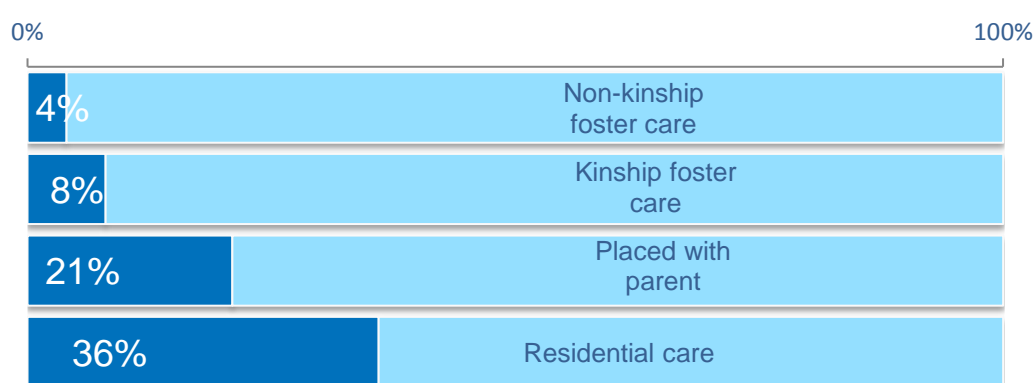 0% 100%
4% Non-kinship
foster care
8% Kinship foster
care
21% Placed with
parent
36% Residential care